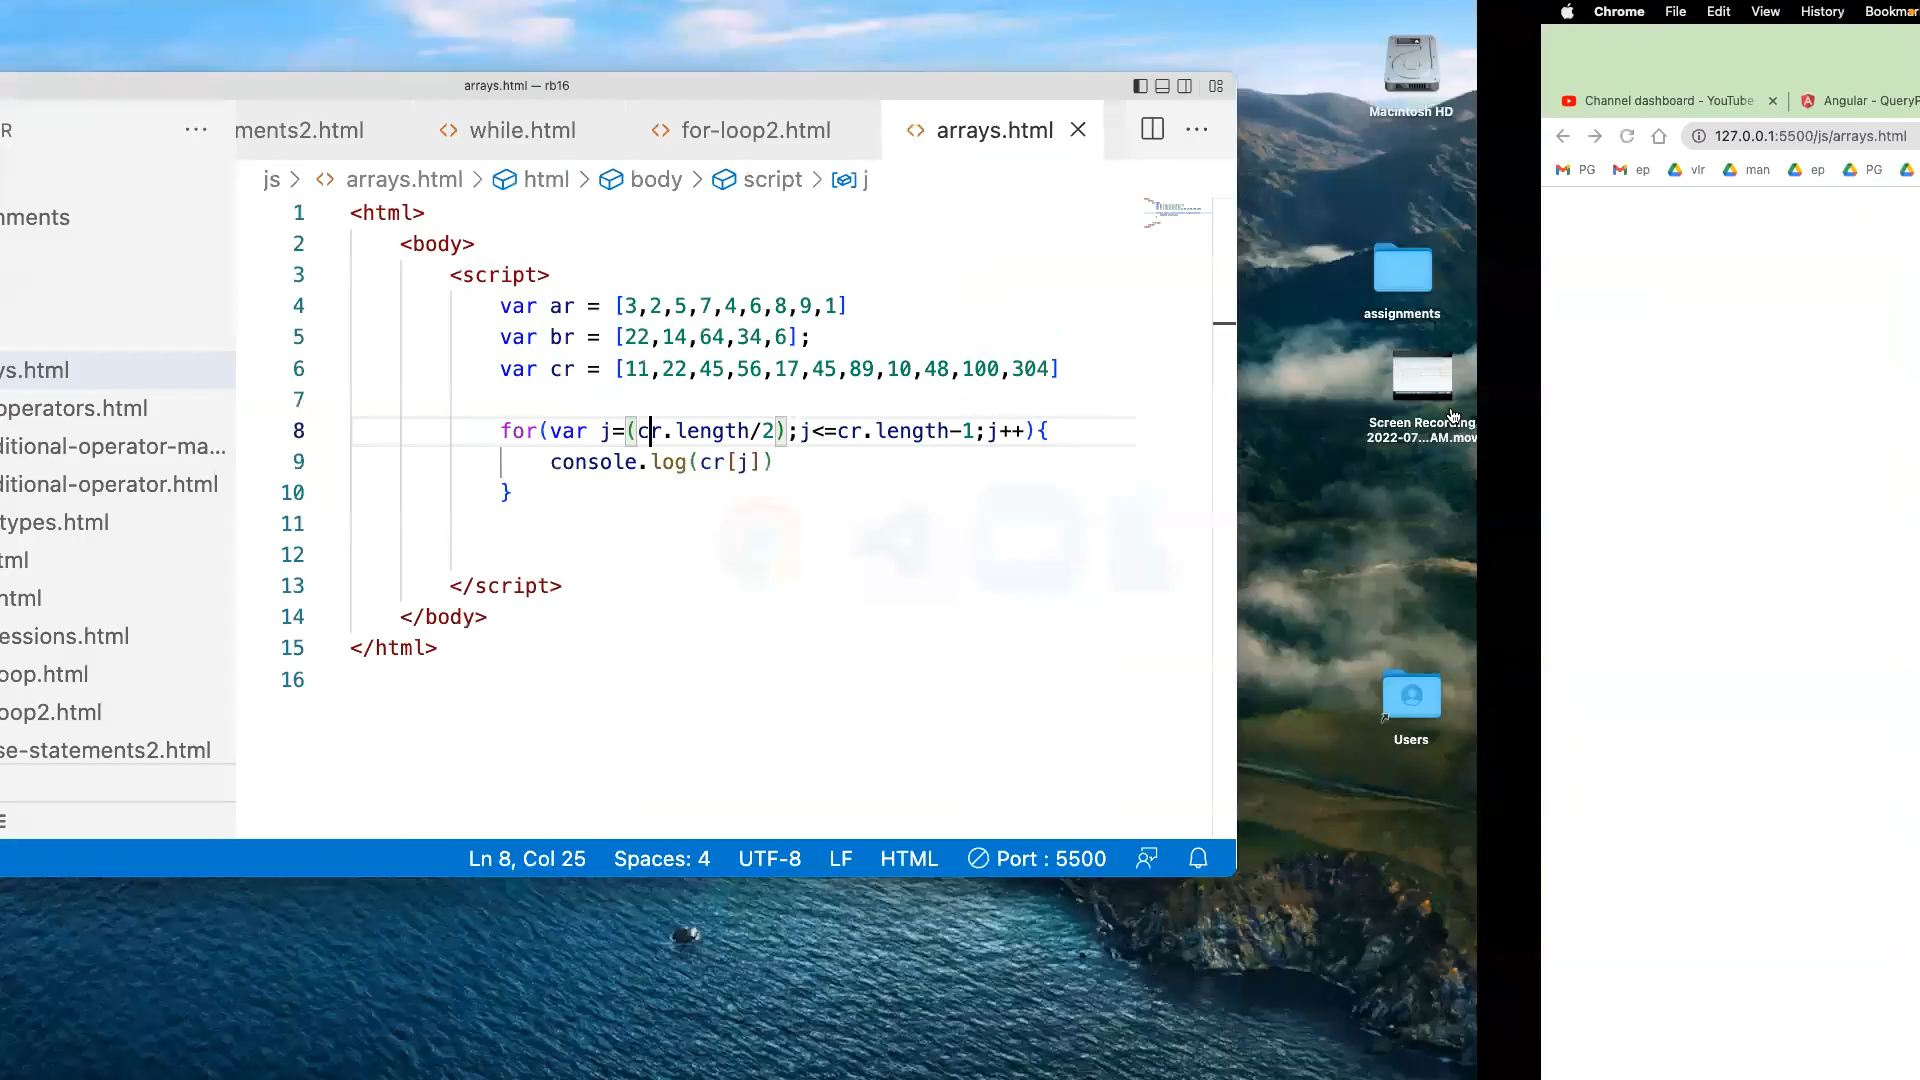 Chrome File Edit View History Bookmar
arrays.html — rb16
Macintosh HD
Channel dashboard - YouTube
Angular - QueryP
R
ments2.html
while.html
for-loop2.html
arrays.html
127.0.0.1:5500/js/arrays.html
PG ep vlr man ep PG
js > arrays.html > html > body > script > j
nments
1 <html>
2 <body>
3 <script>
4 var ar = [3,2,5,7,4,6,8,9,1]
5 var br = [22,14,64,34,6];
6 var cr = [11,22,45,56,17,45,89,10,48,100,304]
7
8 for(var j=(cr.length/2);j<=cr.length-1;j++){
9 console.log(cr[j])
10 }
11
12
13 </script>
14 </body>
15 </html>
16
ys.html
operators.html
ditional-operator-ma...
ditional-operator.html
types.html
tml
html
essions.html
oop.html
oop2.html
se-statements2.html
assignments
Screen Recording
2022-07...AM.mov
Users
Ln 8, Col 25 Spaces: 4 UTF-8 LF HTML Port : 5500